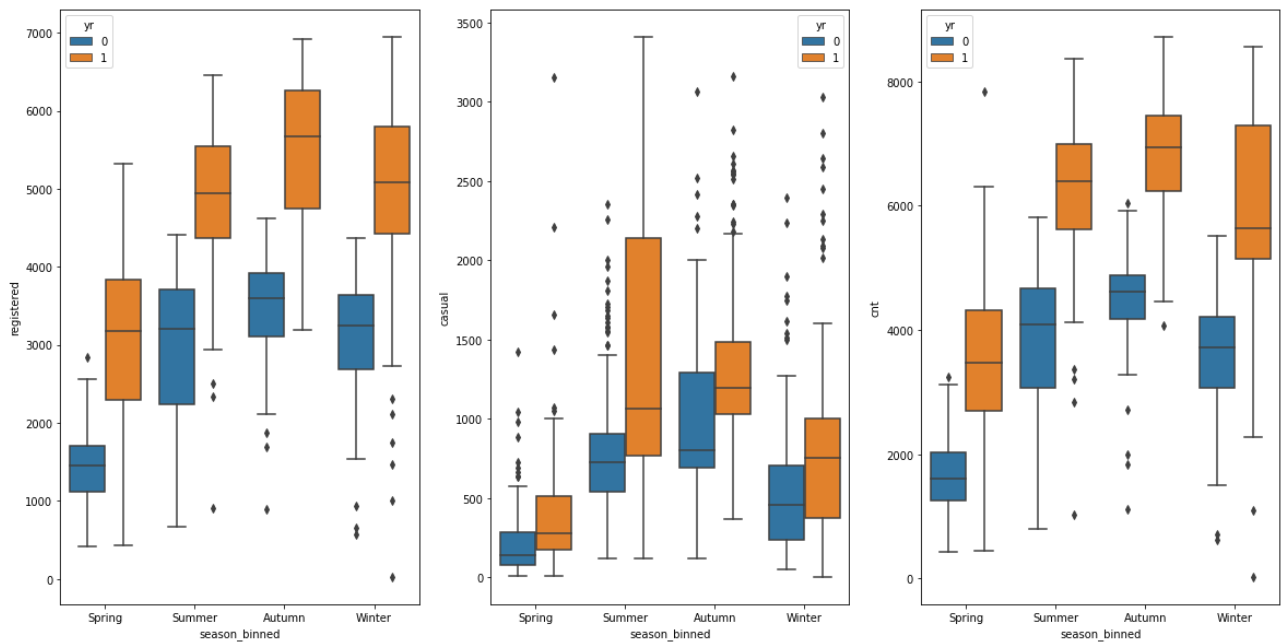 yr
0
1
7000
6000
5000
4000
3000
2000
1000
0
registered
Spring
Summer
Autumn
Winter
season_binned
yr
0
1
3500
3000
2500
2000
1500
1000
500
0
casual
Spring
Summer
Autumn
Winter
season_binned
yr
0
1
8000
6000
4000
2000
0
cnt
Spring
Summer
Autumn
Winter
season_binned